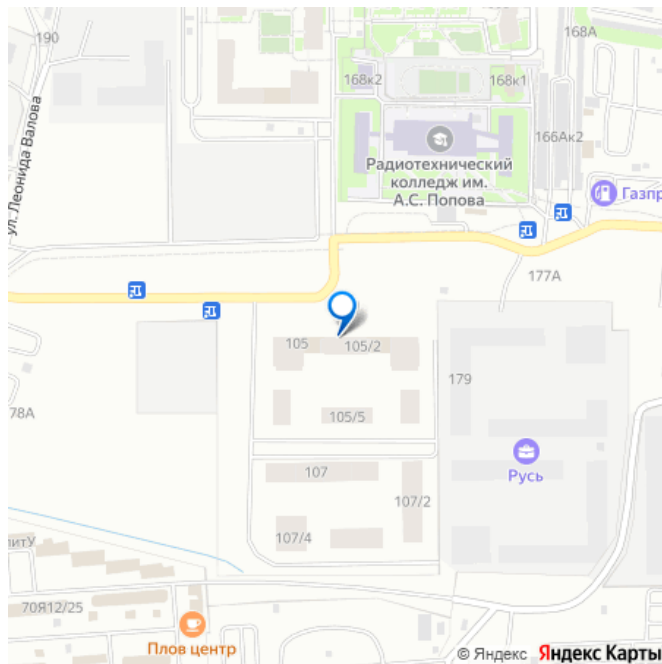 190
168А
168к2
168к1
166Ак2
ул. Леонида Валова
Радиотехнический
колледж им.
А.С. Попова
Газпр
177А
105
105/2
179
78А
105/5
Русь
107
107/2
107/4
литУ
70Я12/25
Плов центр
© Яндекс Яндекс Карты